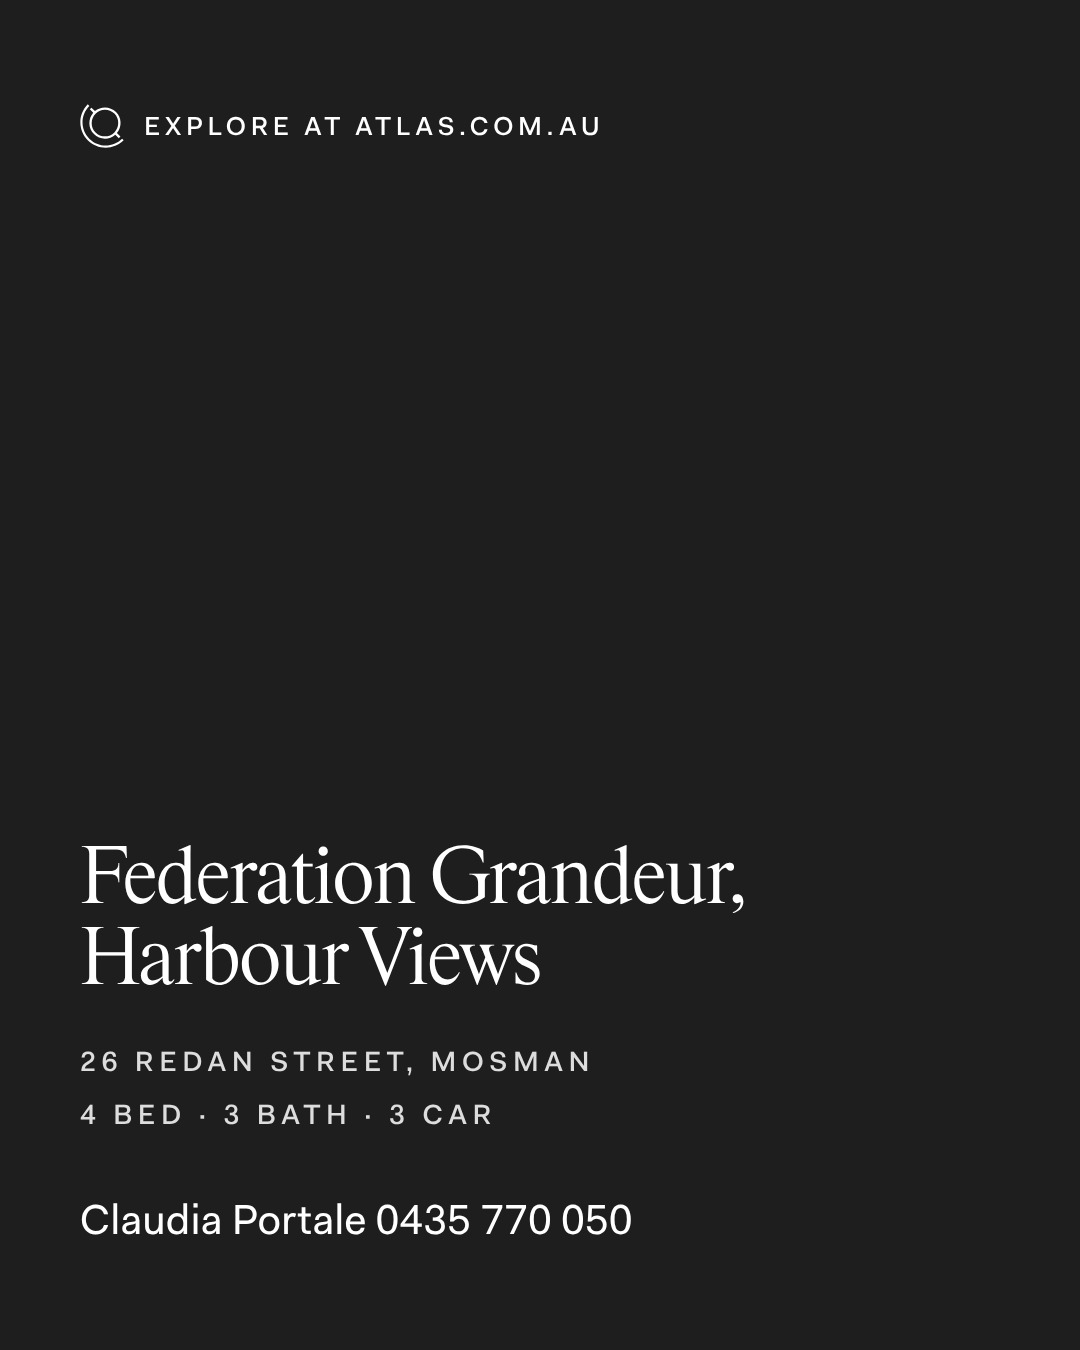 EXPLORE AT ATLAS.COM.AU
Federation Grandeur,
Harbour Views
26 REDAN STREET, MOSMAN
4 BED · 3 BATH · 3 CAR
Claudia Portale 0435 770 050